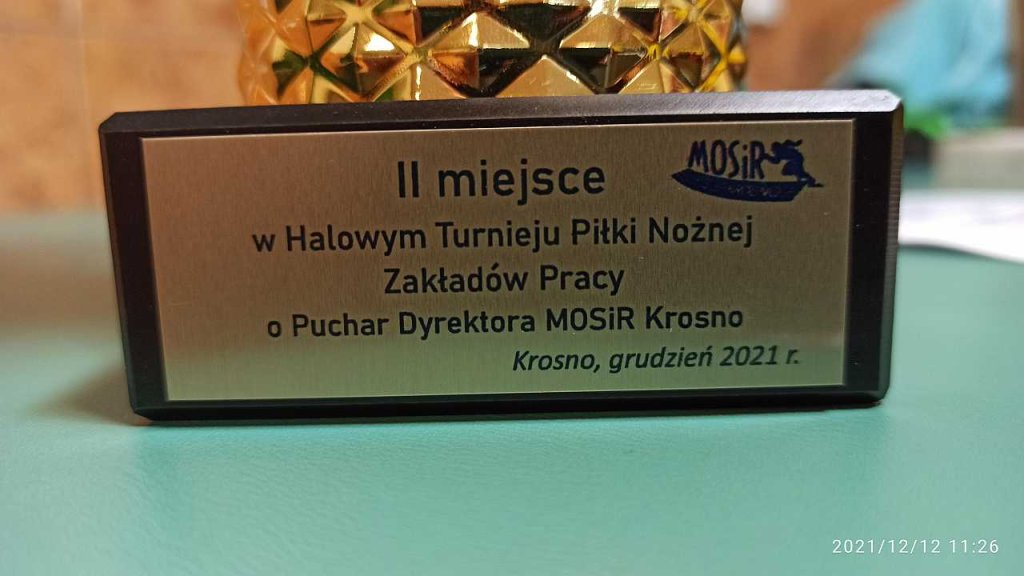 II miejsce
MOSiR
w Halowym Turnieju Piłki Nożnej
Zakładów Pracy
o Puchar Dyrektora MOSiR Krosno
Krosno, grudzień 2021 r.
2021/12/12 11:26